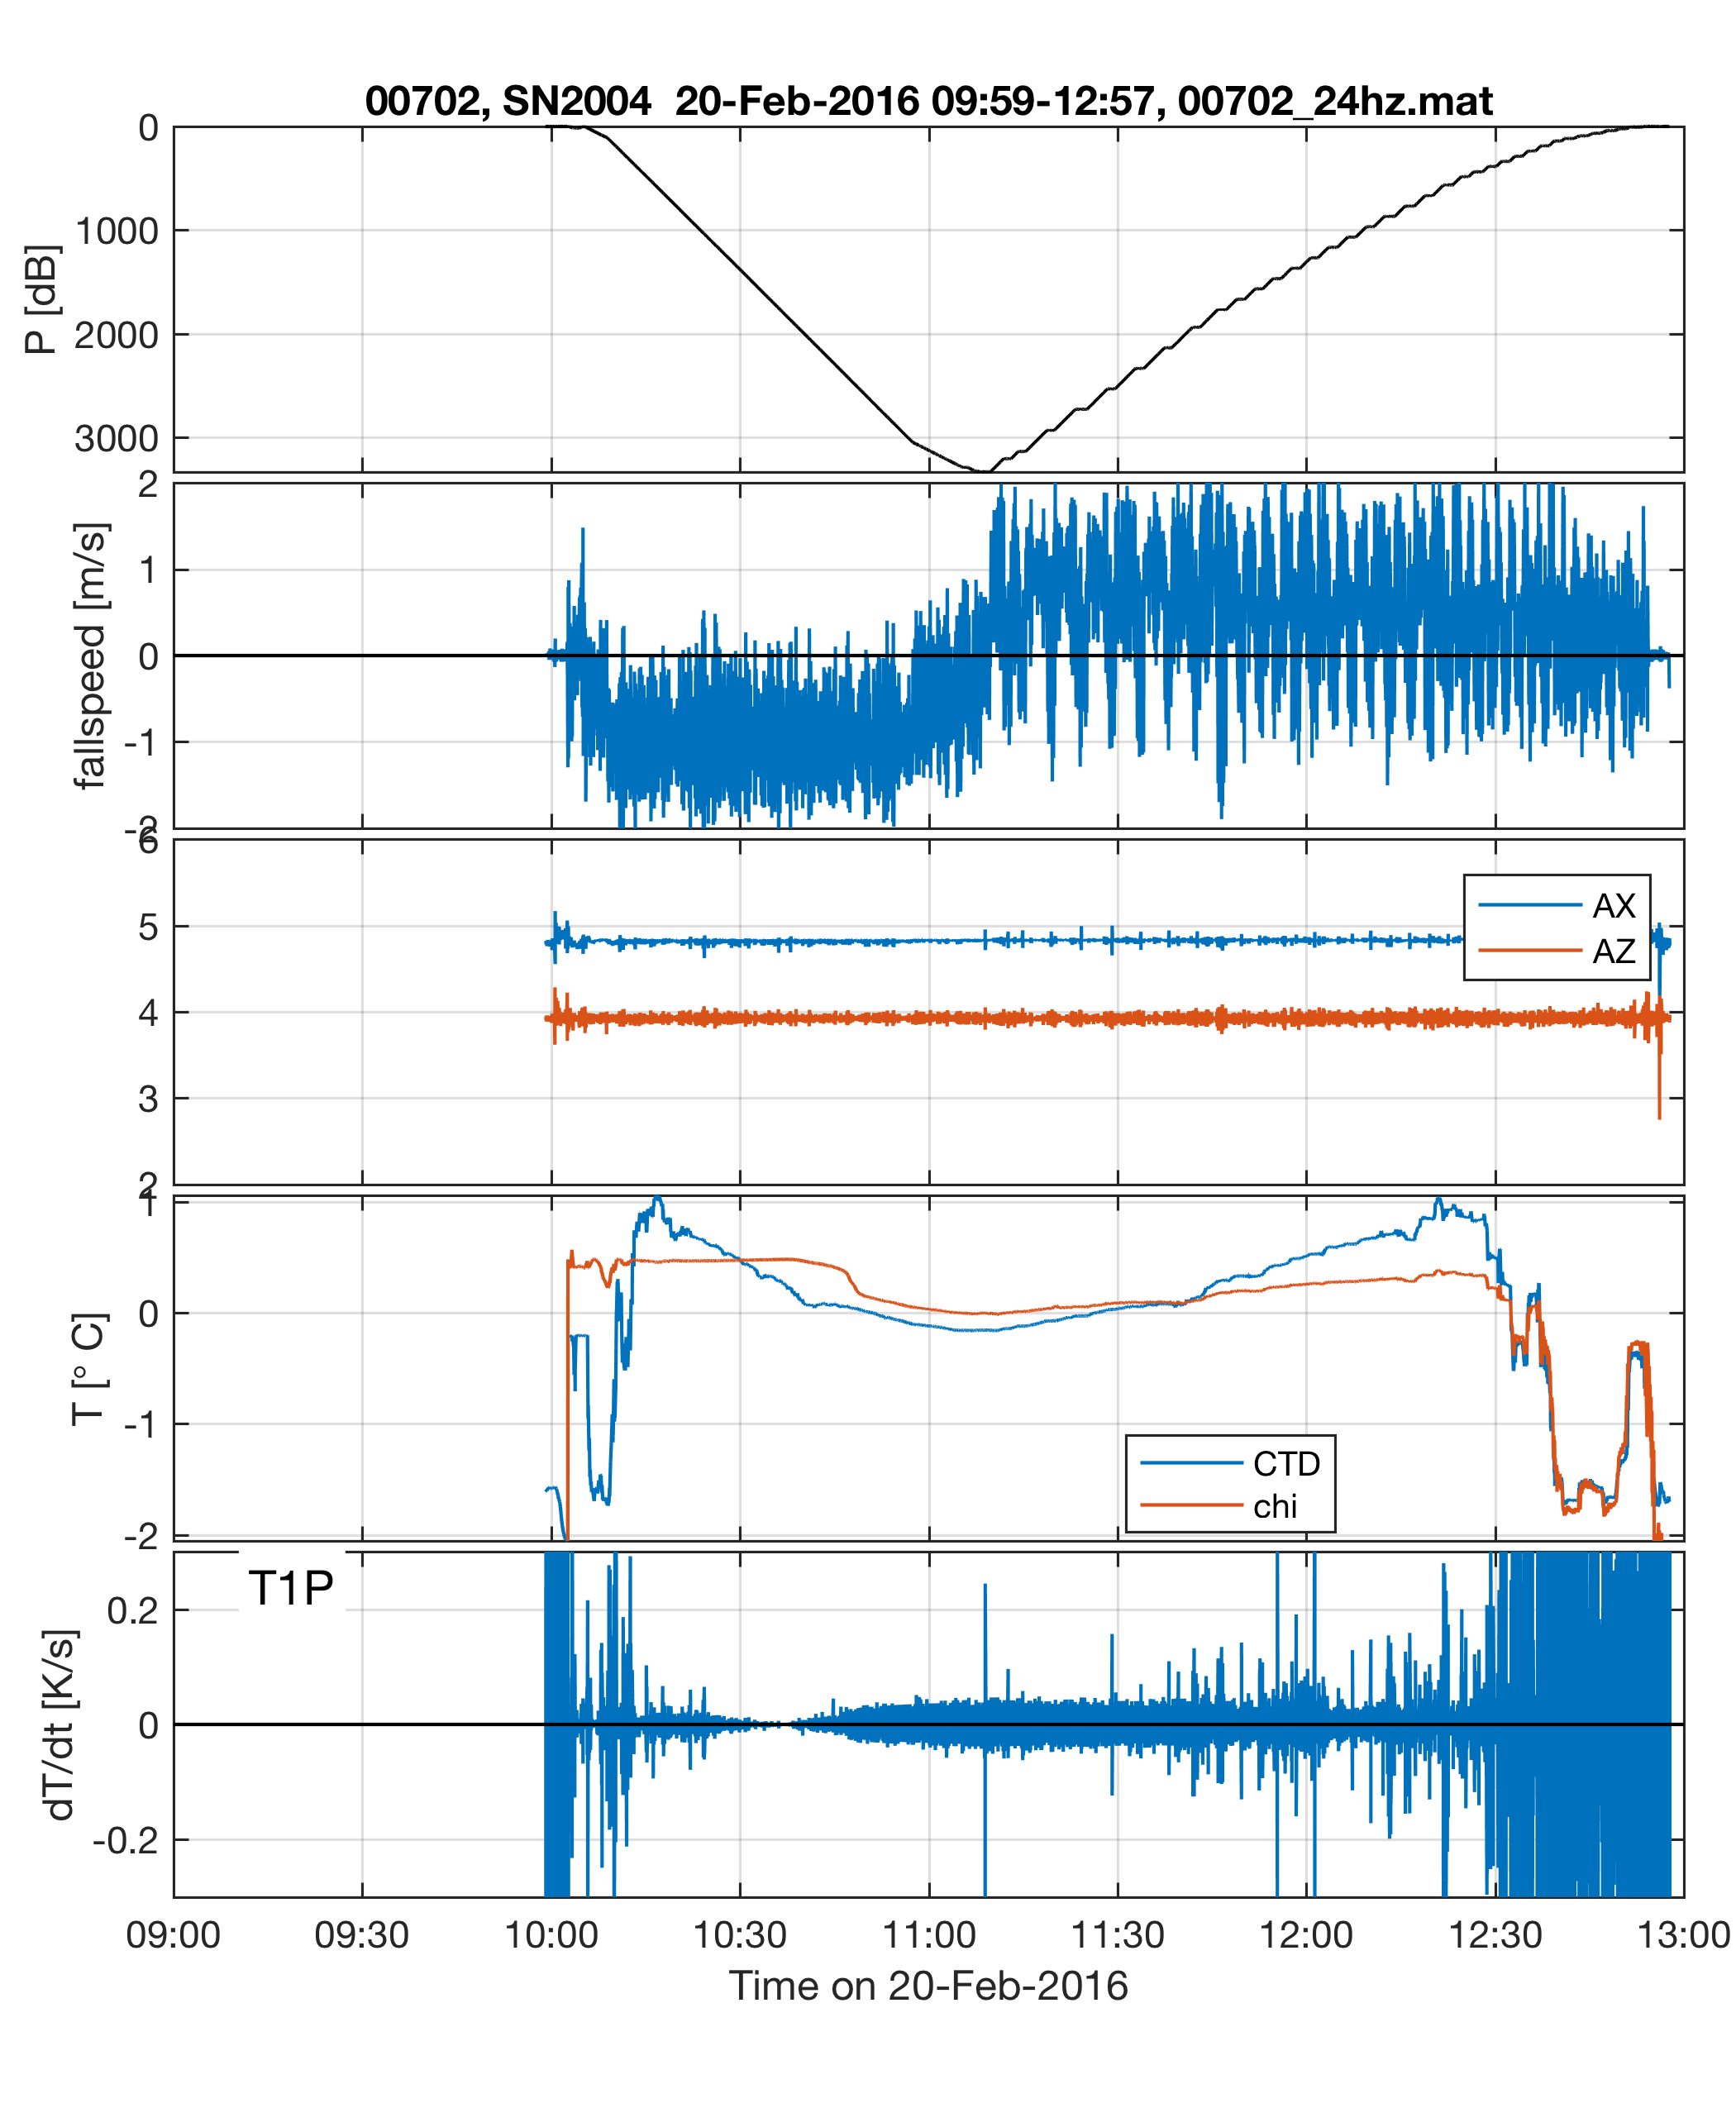 00702, SN2004  20-Feb-2016 09:59-12:57, 00702_24hz.mat
0
1000
2000
3000
P [dB]
2
1
0
-1
-2
fallspeed [m/s]
6
5
4
3
2
AX
AZ
1
0
-1
-2
T [° C]
CTD
chi
T1P
0.2
0
-0.2
dT/dt [K/s]
09:00 09:30 10:00 10:30 11:00 11:30 12:00 12:30 13:00
Time on 20-Feb-2016